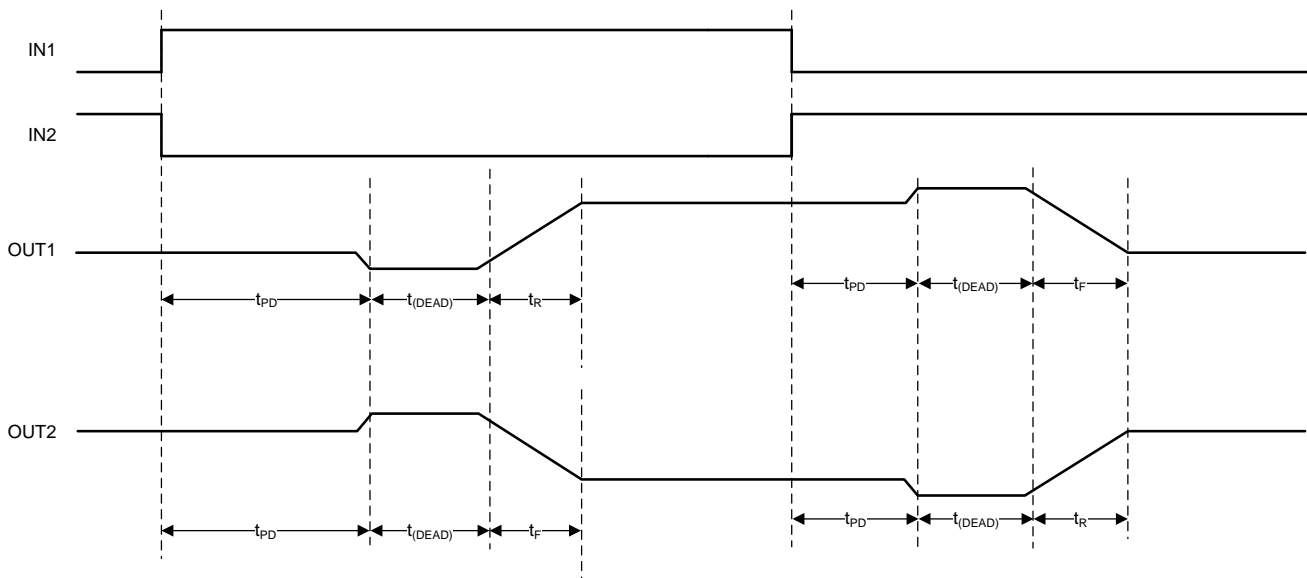 IN1
IN2
OUT1
tPD t(DEAD) tR
tPD t(DEAD) tF
OUT2
tPD t(DEAD) tF
tPD t(DEAD) tR